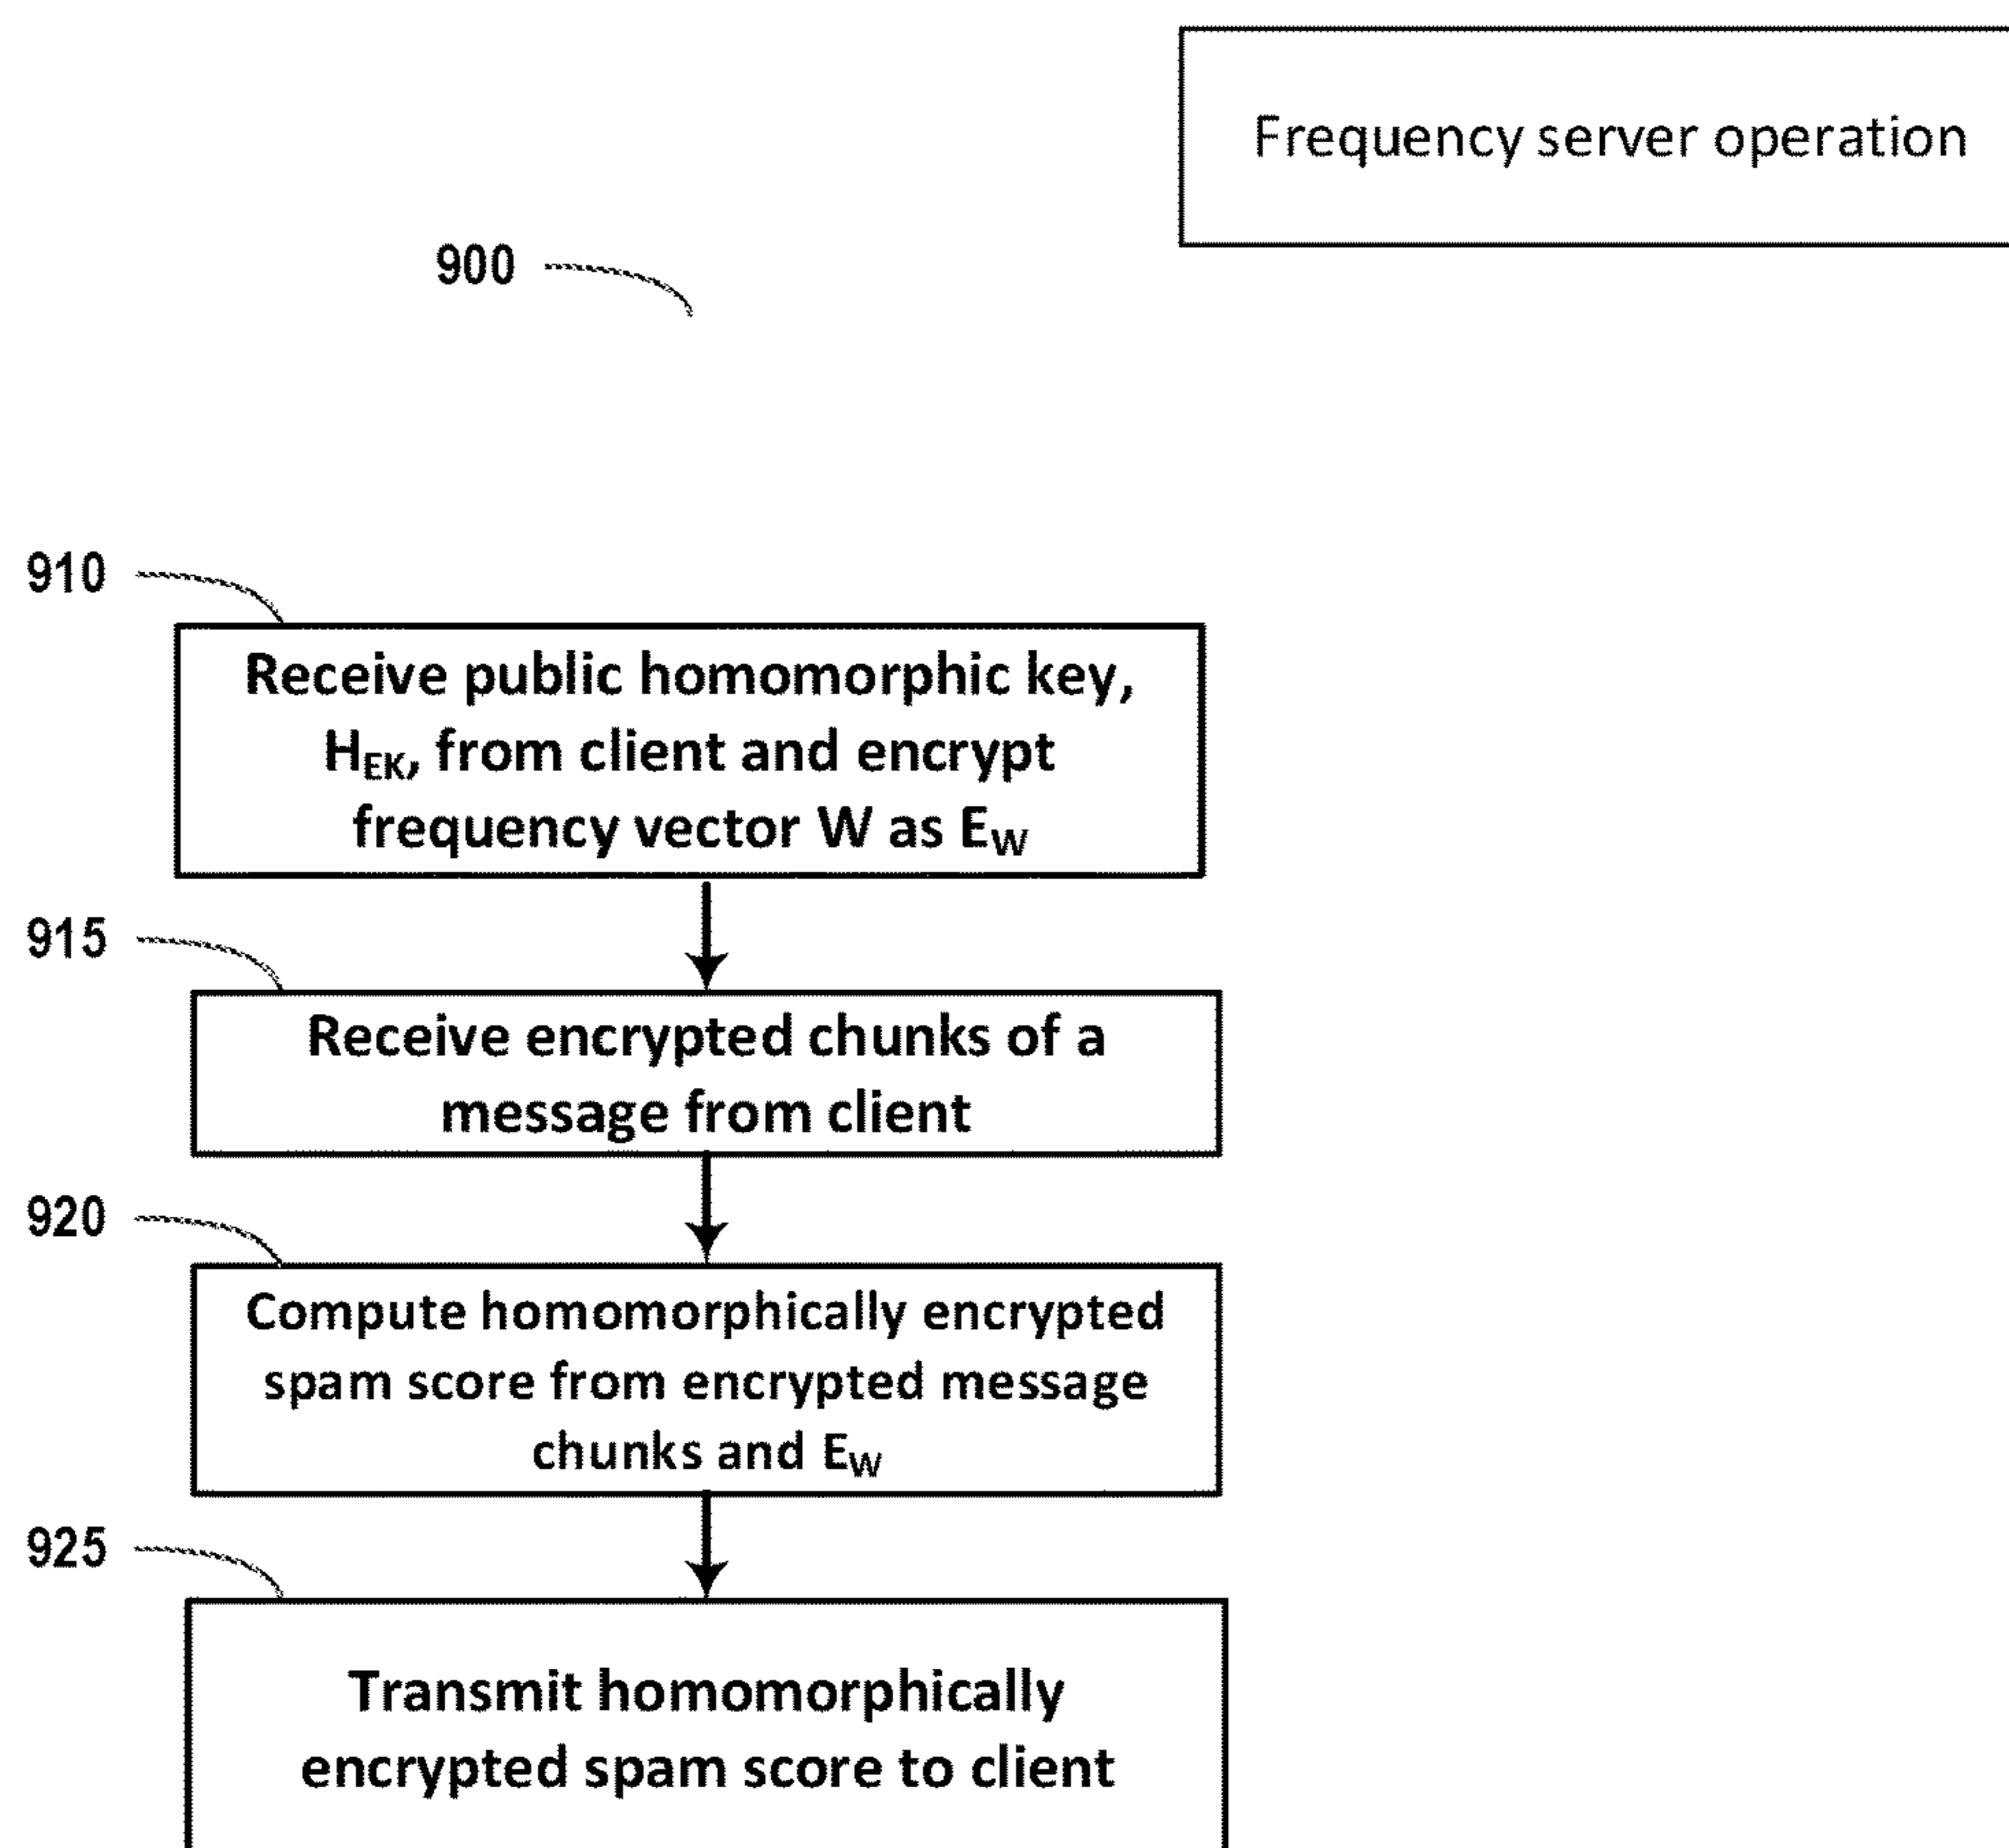 Frequency server operation
900
910
Receive public homomorphic key,
HEK, from client and encrypt
frequency vector W as EW
915
Receive encrypted chunks of a
message from client
920
Compute homomorphically encrypted
spam score from encrypted message
chunks and EW
925
Transmit homomorphically
encrypted spam score to client